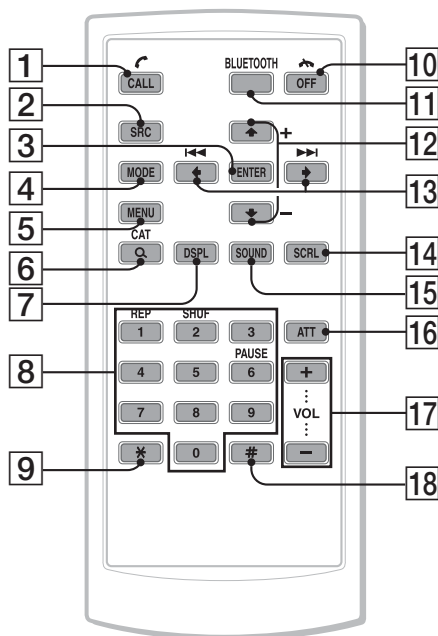 1 CALL BLUETOOTH OFF 10
11
2 SRC + 12
3 ENTER
4 MODE 13
5 MENU −
CAT
6 DSPL SOUND SCRL 14
7 15
REP SHUF
1 2 3 ATT 16
PAUSE
8 4 5 6 + 17
VOL
7 8 9 −
9 * 0 # 18